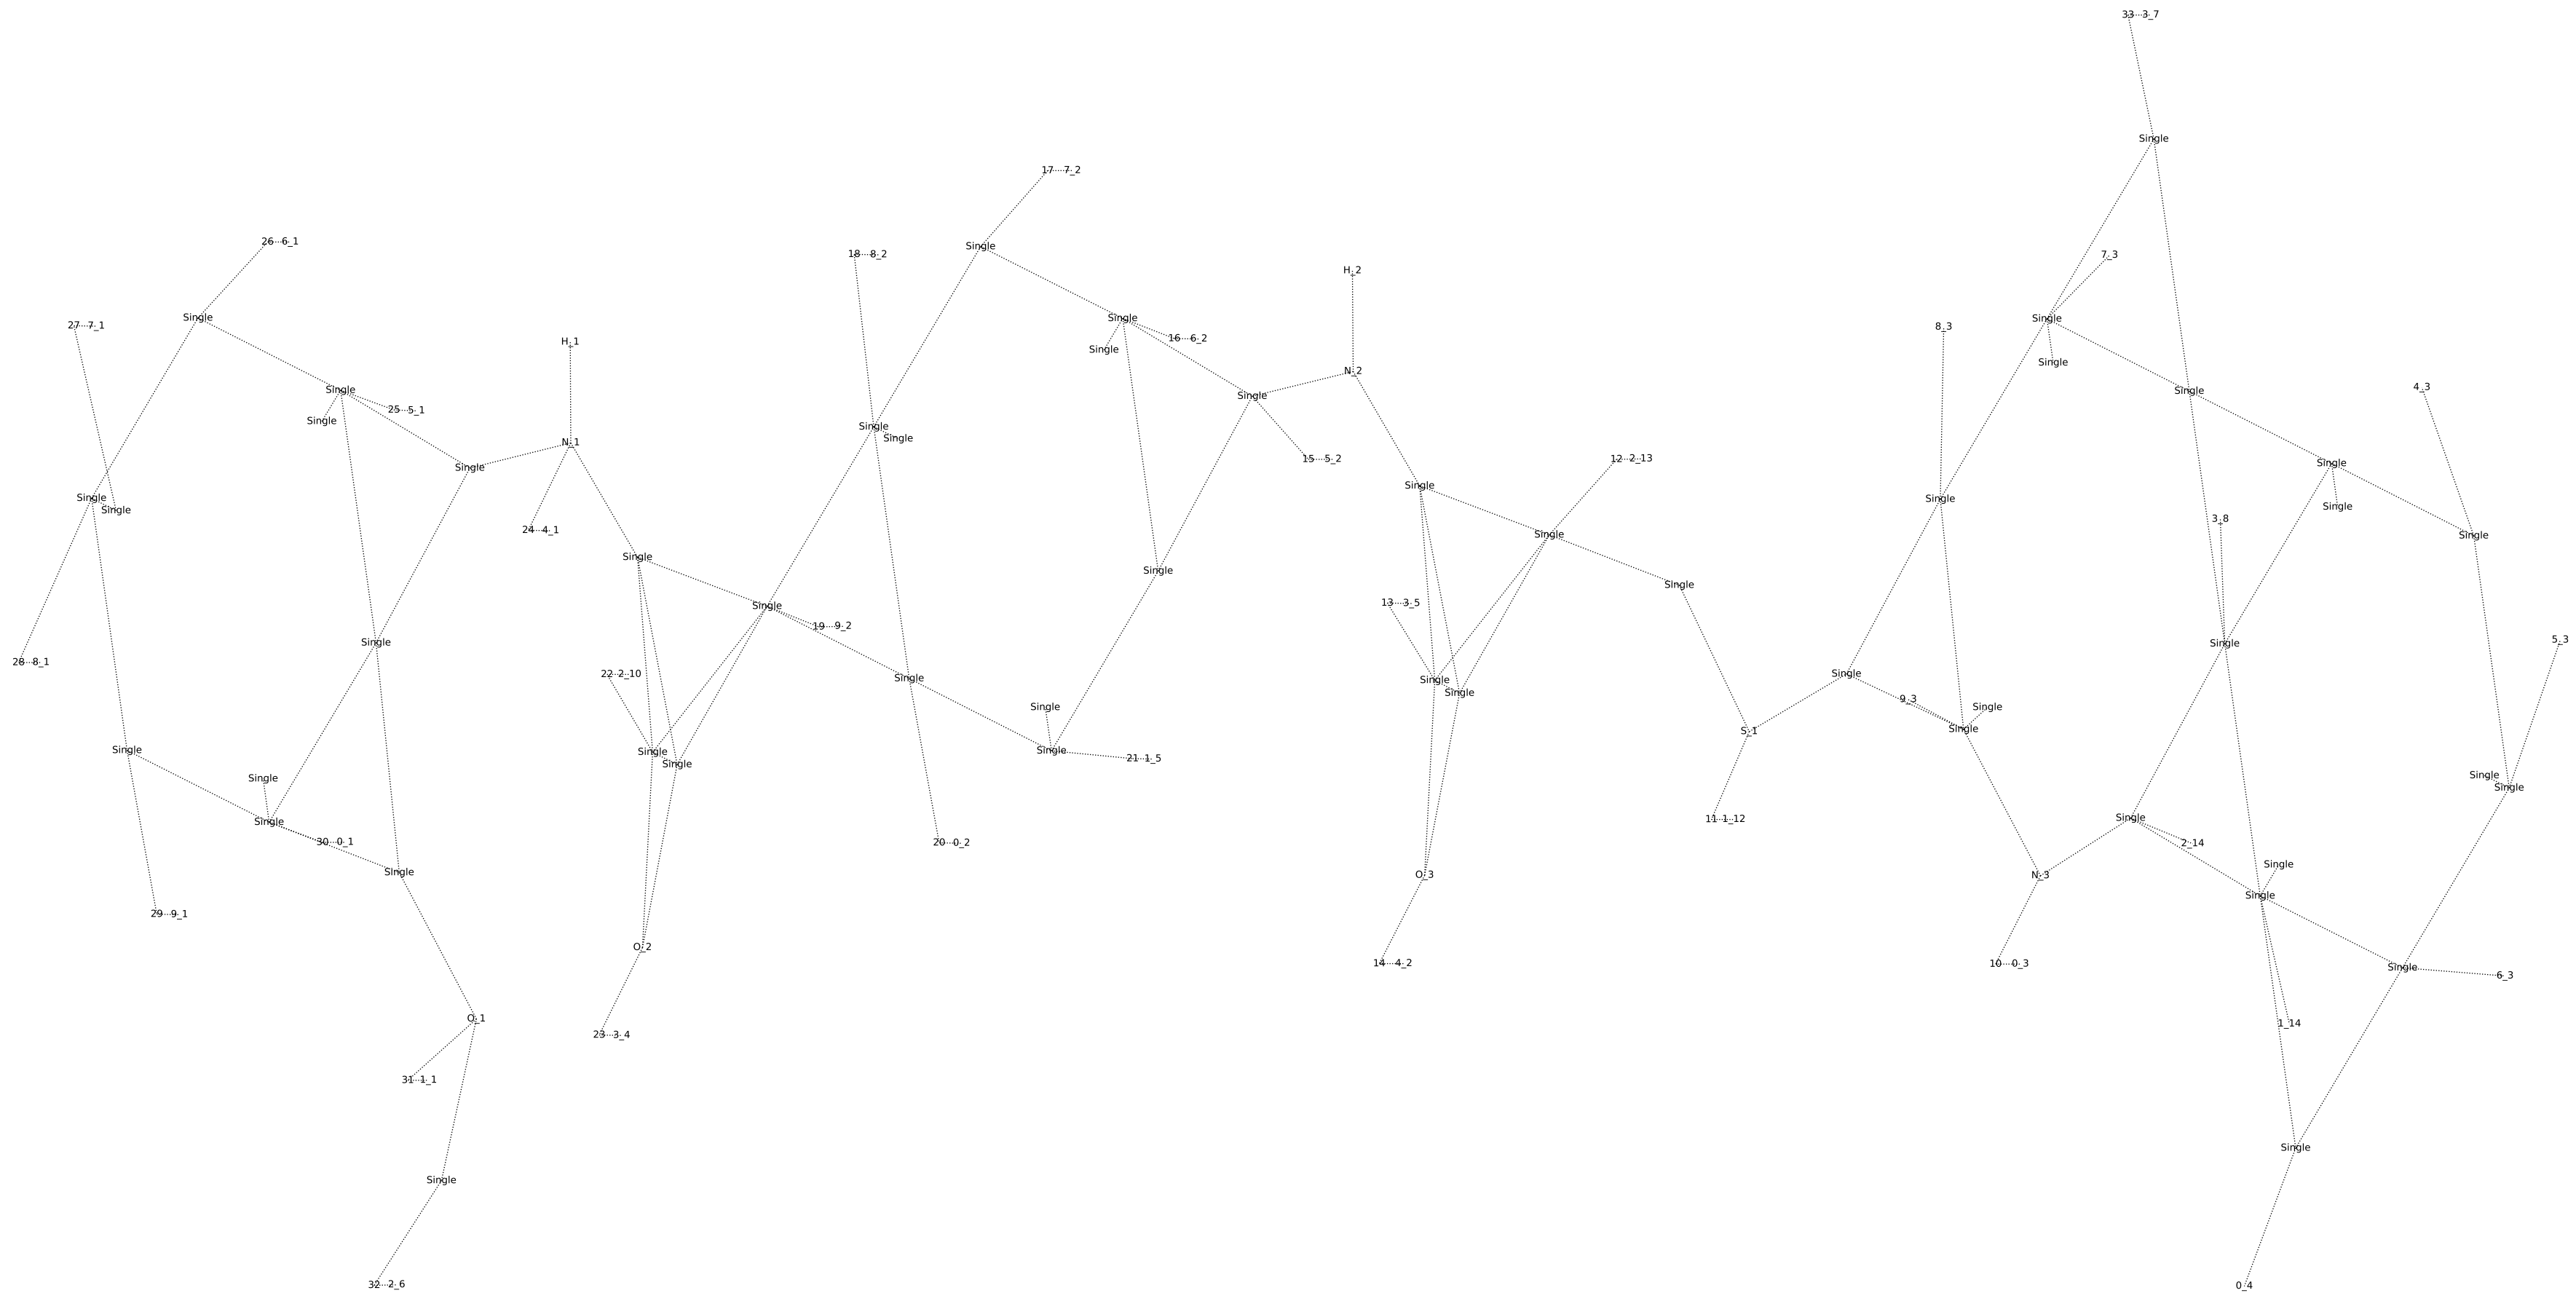 33 3_7
Single
17 7_2
26 6_1
Single
18 8_2
7_3
H_2
Single
Single
Single
27 7_1
8_3
16 6_2
H_1
Single
Single
N_2
4_3
Single
Single
Single
25 5_1
Single
Single
Single
N_1
12 2_13
15 5_2
Single
Single
Single
Single
Single
Single
Single
3_8
24 4_1
Single
Single
Single
Single
Single
13 3_5
Single
19 9_2
5_3
Single
Single
28 8_1
22 2_10
Single
Single
Single
Single
9_3
Single
Single
Single
S_1
Single
Single
Single
21 1_5
Single
Single
Single
Single
Single
Single
30 0_1
20 0_2
2_14
Single
Single
O_3
N_3
Single
29 9_1
O_2
14 4_2
10 0_3
Single
6_3
O_1
1_14
23 3_4
31 1_1
11 1_12
Single
Single
32 2_6
0_4